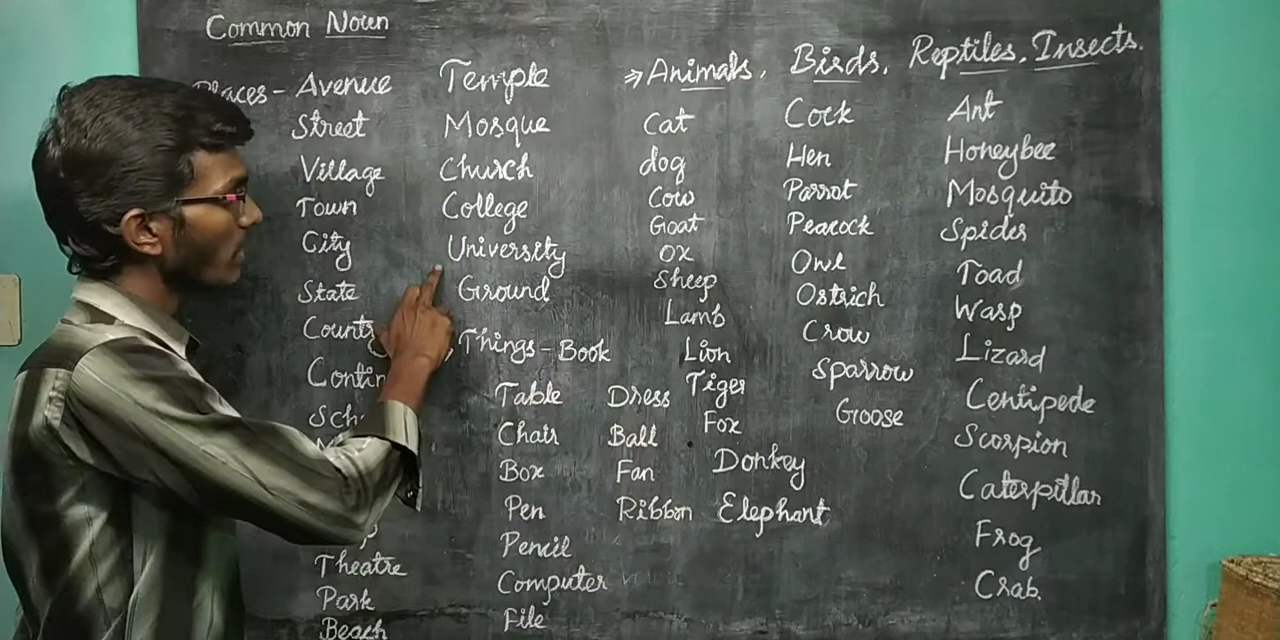 Common Noun
Places - Avenue
Street
Village
Town
City
State
Theatre
Park
Beach
Temple
Mosque
Church
College
University
Ground
Things - Book
Table
Chair
Box
Pen
Pencil
Computer
File
Dress
Ball
Fan
Ribbon
⇒ Animals,
Cat
dog
Cow
Goat
OX
Sheep
Lamb
Lion
Tiger
Fox
Donkey
Elephant
Birds,
Cock
Hen
Parrot
Peacock
Owl
Ostrich
Crow
Sparrow
Goose
Reptiles, Insects.
Ant
Honeybee
Mosquito
Spider
Toad
Wasp
Lizard
Centipede
Scorpion
Caterpillar
Frog
Crab.